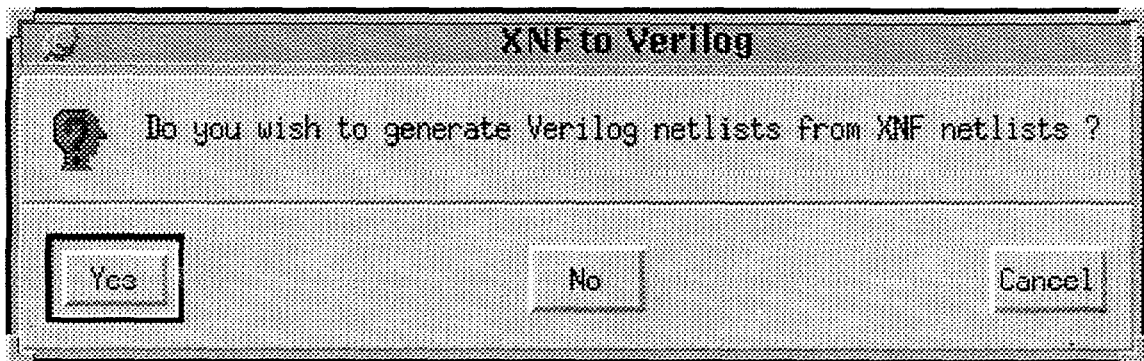 XNF to Verilog
Do you wish to generate Verilog netlists from XNF netlists ?
Yes No Cancel